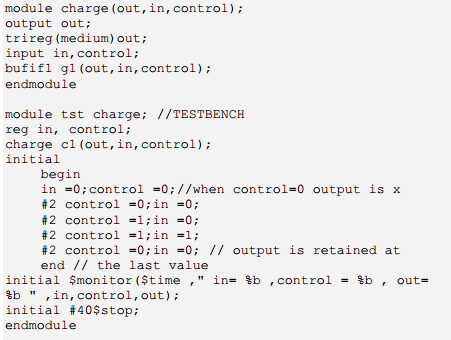 module charge(out,in,control);
output out;
trireg(medium)out;
input in,control;
bufif1 g1(out,in,control);
endmodule
module tst charge; //TESTBENCH
reg in, control;
charge c1(out,in,control);
initial
begin
in =0;control =0;//when control=0 output is x
#2 control =0;in =0;
#2 control =1;in =0;
#2 control =1;in =1;
#2 control =0;in =0; // output is retained at
end // the last value
initial $monitor($time ," in= %b ,control = %b , out=
%b " ,in,control,out);
initial #40$stop;
endmodule